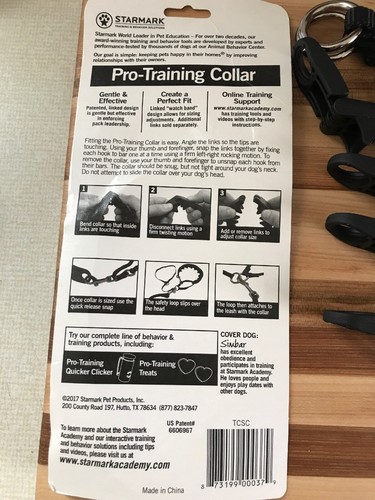 STARMARK
TRAINING & BEHAVIOR SOLUTIONS
Starmark World Leader in Pet Education – For over two decades, our
award-winning training and behavior tools are developed by experts and
performance-tested by thousands of dogs at our Animal Behavior Center.
Our goal is simple: keeping pets happy in their homes® by improving
relationships with their owners.
Pro-Training Collar
Gentle &
Effective
Patented, linked design
is gentle but effective
in enforcing
pack leadership.
Create a
Perfect Fit
Linked "watch band"
design allows for sizing
adjustments. Additional
links sold separately.
Online Training
Support
www.starmarkacademy.com
has training tools and
videos with step-by-step
instructions.
Fitting the Pro-Training Collar is easy. Angle the links so the tips are
touching. Using your thumb and forefinger, snap the links together by fixing
each hook to bar one at a time using a firm left-right rocking motion. To
remove the collar, use your thumb and forefinger to unsnap each hook from
their bars. The collar should be snug, but not tight around your dog's neck.
Do not attempt to slide the collar over your dog's head.
1
Bend collar so that inside
links are touching
2
Disconnect links using a
firm twisting motion
3
Add or remove links to
adjust collar size
Once collar is sized use the
quick release snap
The safety loop slips over
the head
The loop then attaches to
the leash with the collar
Try our complete line of behavior &
training products, including:
Pro-Training
Quicker Clicker
Pro-Training
Treats
COVER DOG:
Simbar
has excellent
obedience and
participates in training
at Starmark Academy.
He loves people and
enjoys play dates with
other dogs.
©2017 Starmark Pet Products, Inc.
200 County Road 197, Hutto, TX 78634 (877) 823-7847
US Patent#
6606967
TCSC
To learn more about the Starmark
Academy and our interactive training
and behavior solutions including tips
and videos, please visit us at
www.starmarkacademy.com
8 73199 00037 9
Made in China